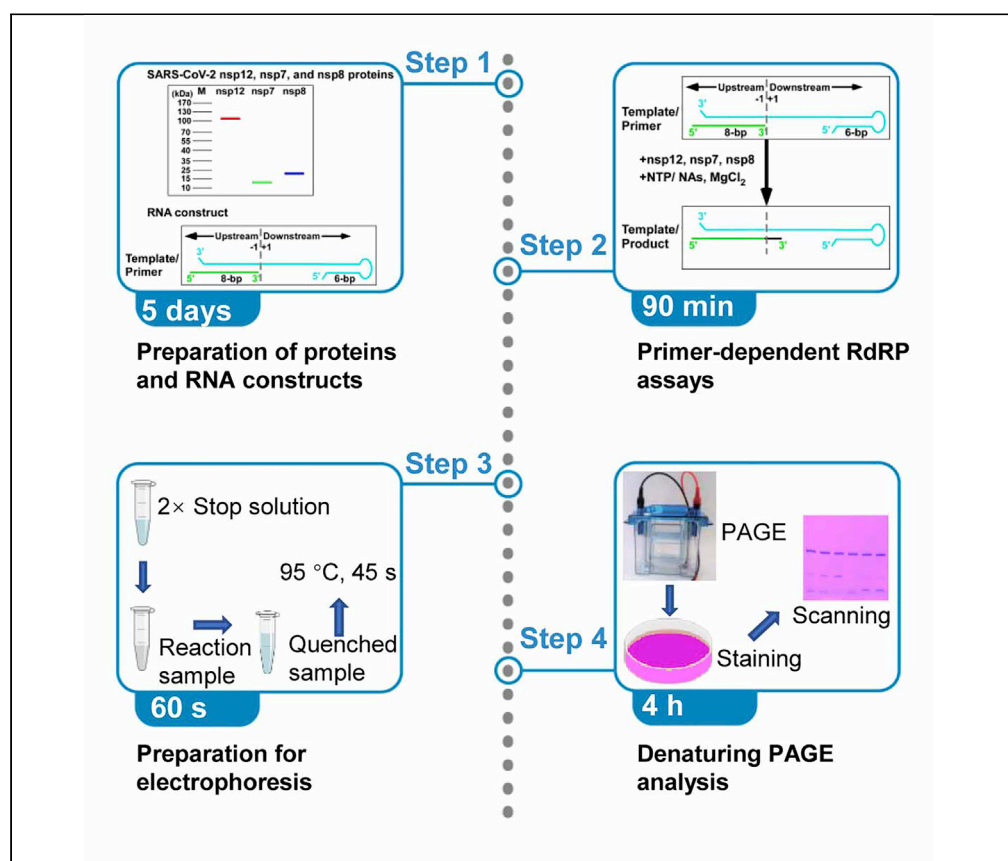 Step 1
SARS-CoV-2 nsp12, nsp7, and nsp8 proteins
(kDa) M nsp12 nsp7 nsp8
170
130
100
70
55
40
35
25
15
10
RNA construct
Upstream Downstream
-1 +1
3'
Template/
Primer
5' 8-bp 3' 5' 6-bp
5 days
Preparation of proteins
and RNA constructs
Step 2
Upstream Downstream
-1 +1
3'
Template/
Primer
5' 8-bp 3' 5' 6-bp
+nsp12, nsp7, nsp8
+NTP/ NAs, MgCl2
3'
Template/
Product
5' 3' 5'
90 min
Primer-dependent RdRP
assays
Step 3
2× Stop solution
95 °C, 45 s
Reaction
sample
Quenched
sample
60 s
Preparation for
electrophoresis
Step 4
PAGE
Scanning
Staining
4 h
Denaturing PAGE
analysis